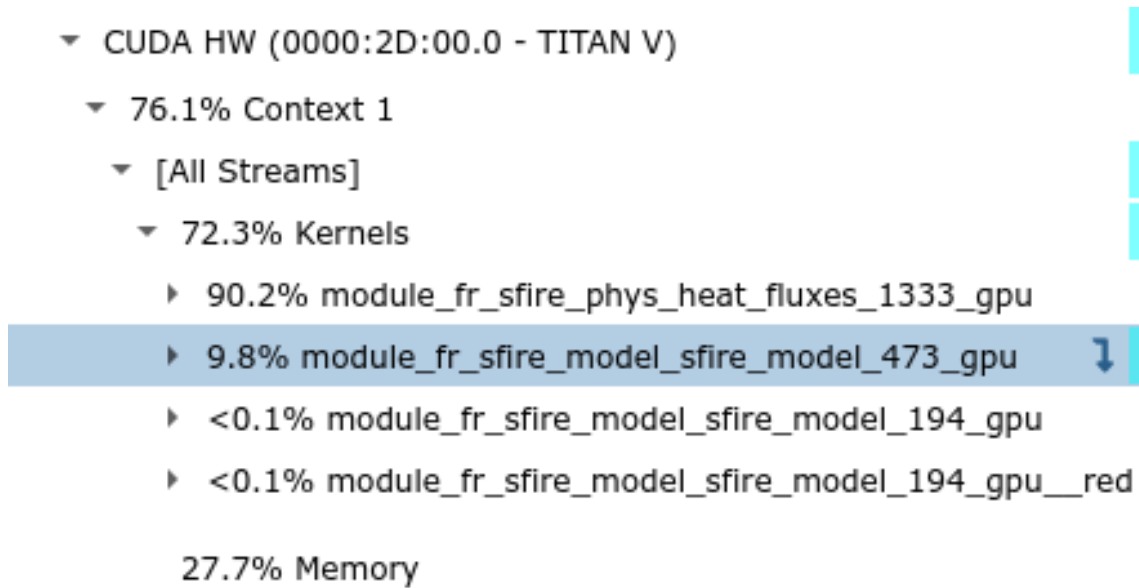 CUDA HW (0000:2D:00.0 - TITAN V)
76.1% Context 1
[All Streams]
72.3% Kernels
90.2% module_fr_sfire_phys_heat_fluxes_1333_gpu
9.8% module_fr_sfire_model_sfire_model_473_gpu
<0.1% module_fr_sfire_model_sfire_model_194_gpu
<0.1% module_fr_sfire_model_sfire_model_194_gpu__red
27.7% Memory